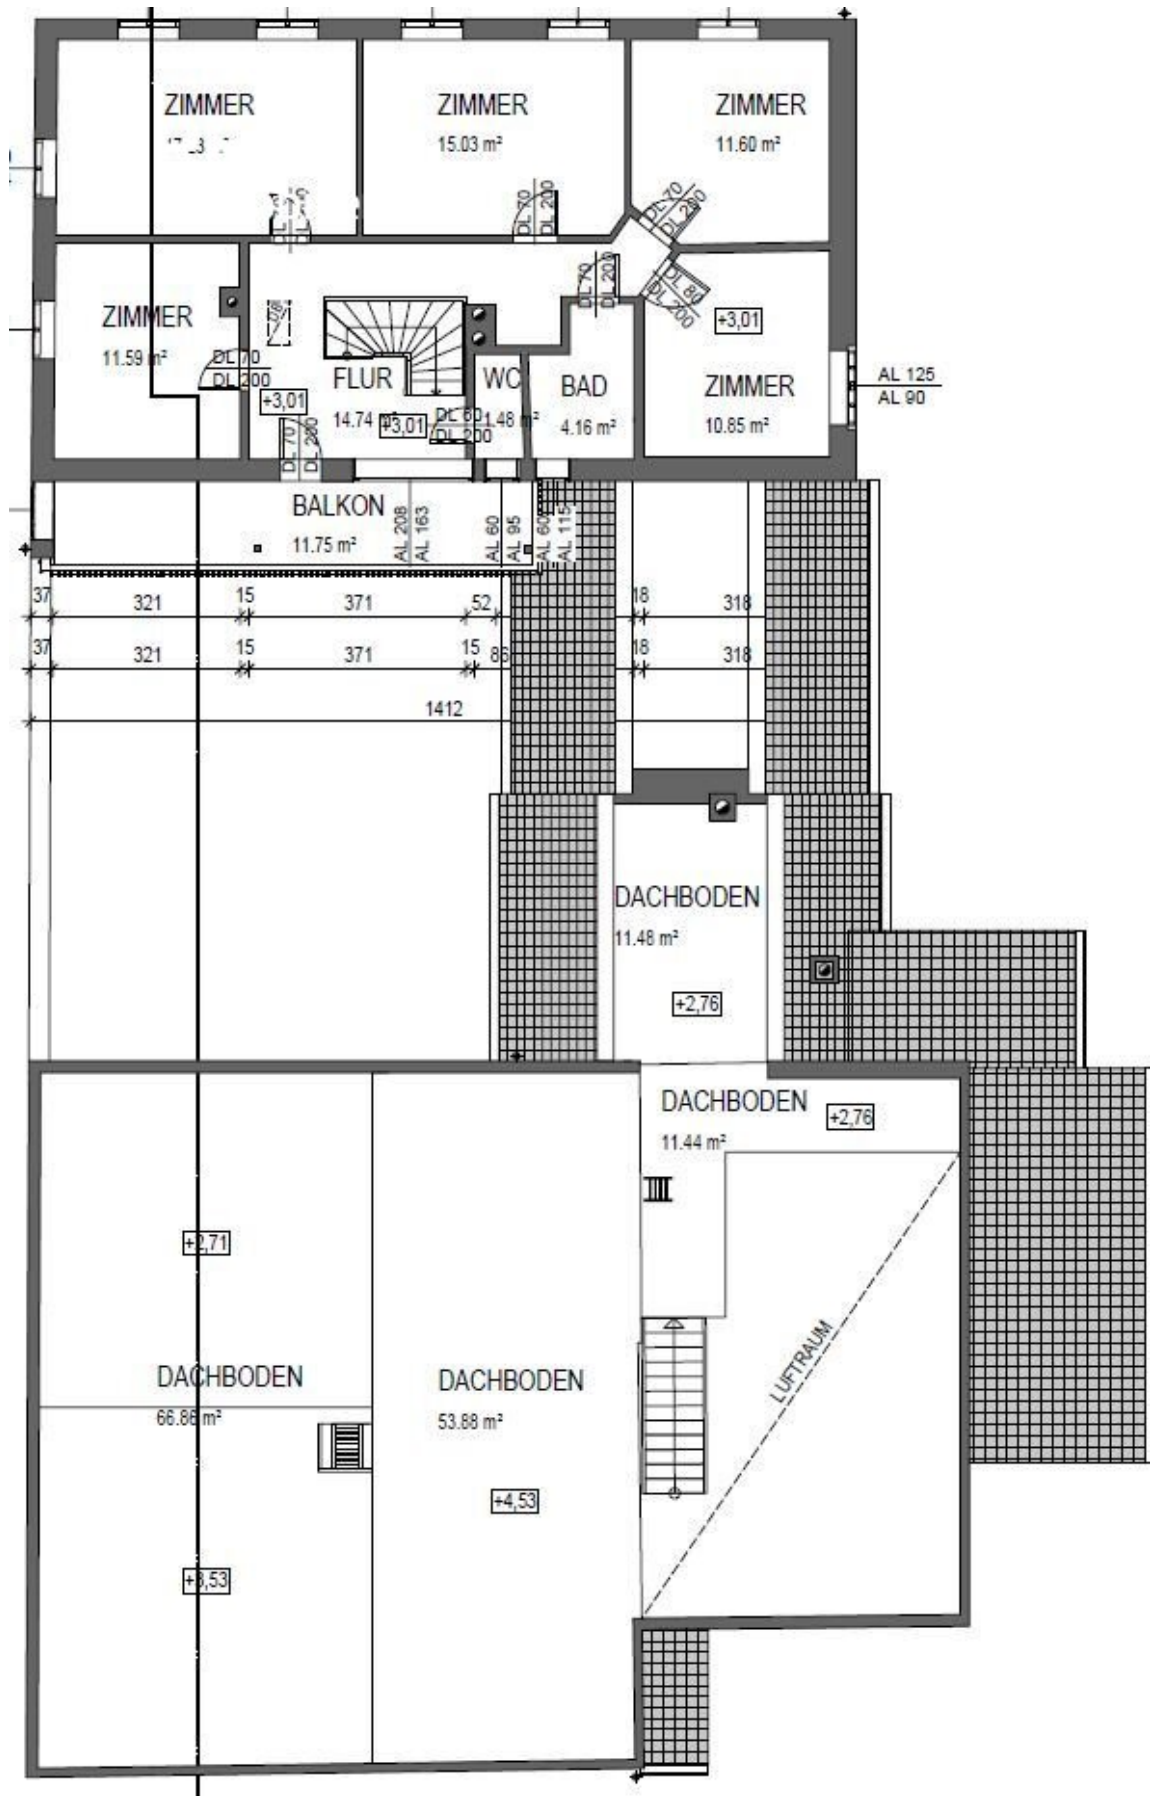 ZIMMER
ZIMMER
15.03 m²
ZIMMER
11.60 m²
DL 70
DL 200
DL 70
DL 200
ZIMMER
11.59 m²
DL 70
DL 200
80
+3,01
FLUR
14.74 m²
+3,01
DL 60
DL 200
WC
1.48 m²
BAD
4.16 m²
DL 70
DL 200
DL 80
DL 200
+3,01
ZIMMER
10.85 m²
AL 125
AL 90
DL 70
DL 200
BALKON
11.75 m²
AL 208
AL 163
AL 60
AL 95
AL 60
AL 115
37 321 15 371 52 18 318
37 321 15 371 15 86 18 318
1412
DACHBODEN
11.48 m²
+2,76
DACHBODEN
11.44 m²
+2,76
+2,71
LUFTRAUM
DACHBODEN
66.86 m²
DACHBODEN
53.88 m²
+4,53
+3,53